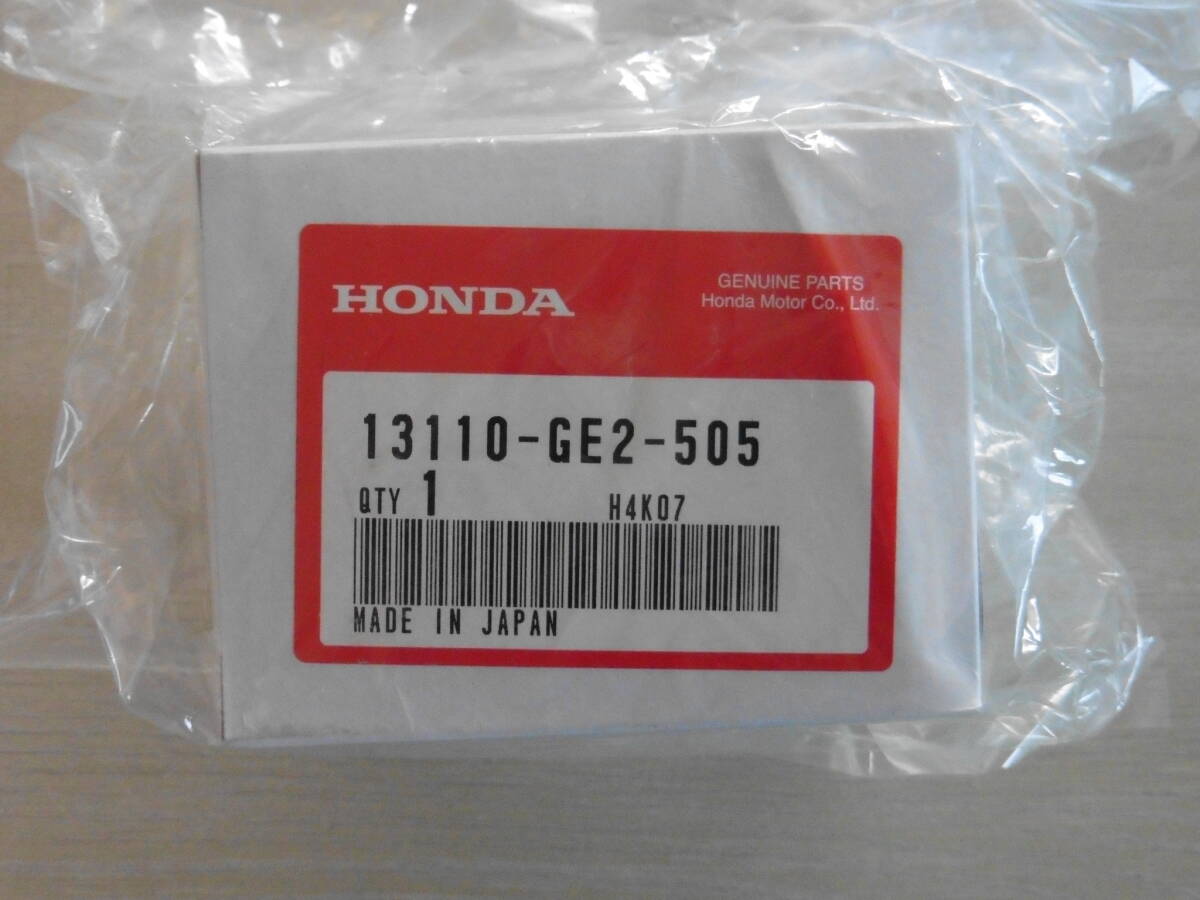 HONDA
GENUINE PARTS
Honda Motor Co., Ltd.
13110-GE2-505
QTY 1 H4K07
MADE IN JAPAN